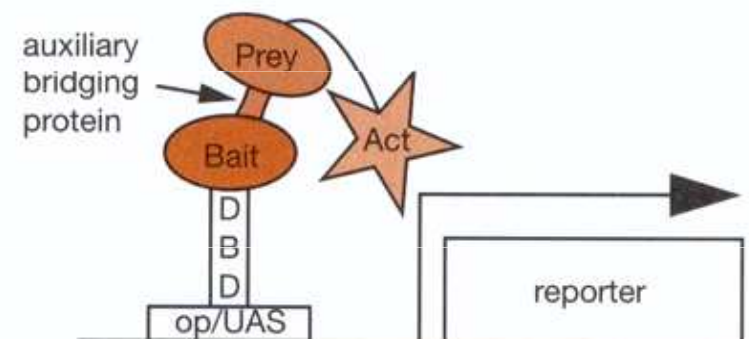 auxiliary
bridging
protein
Prey
Bait
Act
D
B
D
op/UAS
reporter